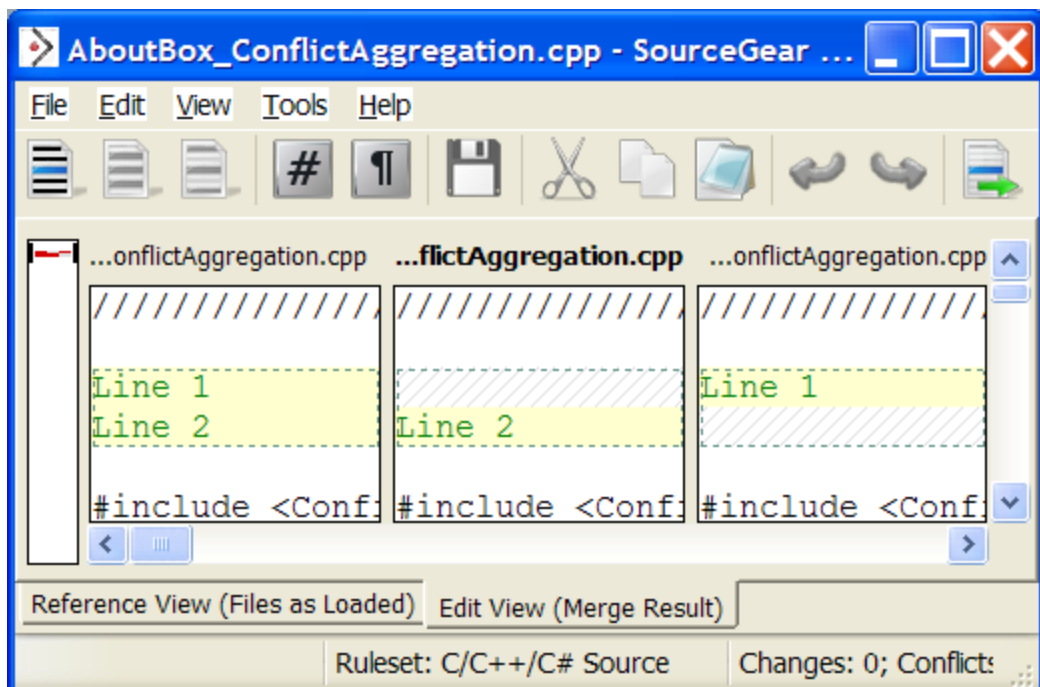 AboutBox_ConflictAggregation.cpp - SourceGear ...
File Edit View Tools Help
# ¶
...onflictAggregation.cpp ...flictAggregation.cpp ...onflictAggregation.cpp
////////////// ////////////// //////////////
Line 1 Line 1
Line 2 Line 2
#include <Conf #include <Conf #include <Conf
Reference View (Files as Loaded) Edit View (Merge Result)
Ruleset: C/C++/C# Source Changes: 0; Conflicts